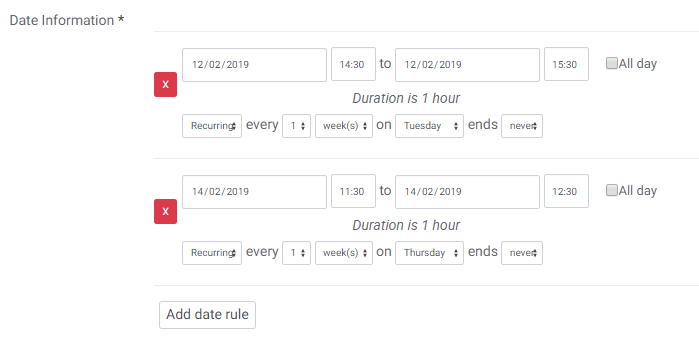 Date Information *
12/02/2019 14:30 to 12/02/2019 15:30 All day
x
Duration is 1 hour
Recurring every 1 week(s) on Tuesday ends never
14/02/2019 11:30 to 14/02/2019 12:30 All day
x
Duration is 1 hour
Recurring every 1 week(s) on Thursday ends never
Add date rule